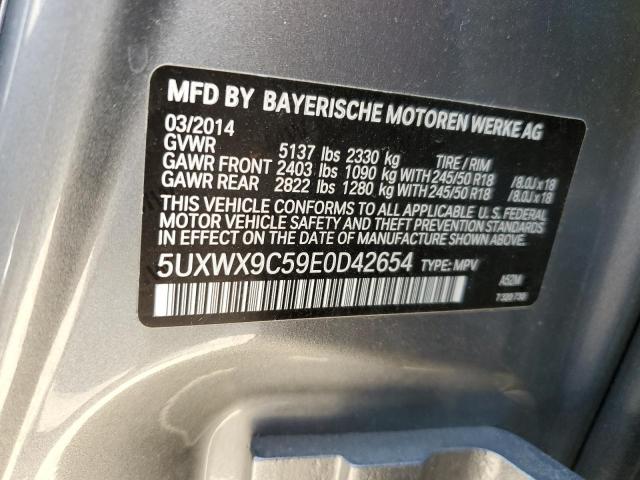 MFD BY BAYERISCHE MOTOREN WERKE AG
03/2014
GVWR 5137 lbs 2330 kg TIRE / RIM
GAWR FRONT 2403 lbs 1090 kg WITH 245/50 R18 /8.0J x 18
GAWR REAR 2822 lbs 1280 kg WITH 245/50 R18 /8.0J x 18
THIS VEHICLE CONFORMS TO ALL APPLICABLE U.S. FEDERAL
MOTOR VEHICLE SAFETY AND THEFT PREVENTION STANDARDS
IN EFFECT ON THE DATE OF MANUFACTURE SHOWN ABOVE.
5UXWX9C59E0D42654 TYPE: MPV A52M